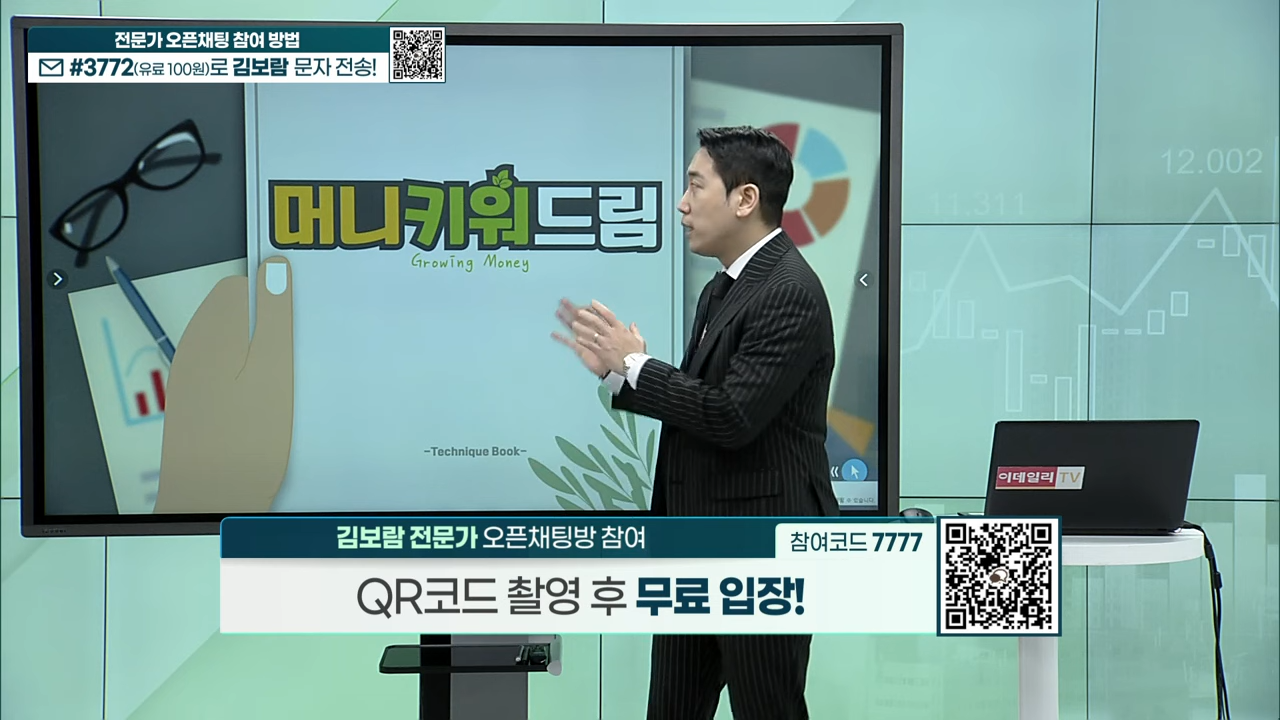 전문가 오픈채팅 참여 방법
#3772(유료 100원)로 김보람 문자 전송!
머니키워드림
Growing Money
-Technique Book-
11.311
12.002
이데일리 TV
김보람 전문가 오픈채팅방 참여
참여코드 7777
QR코드 촬영 후 무료 입장!